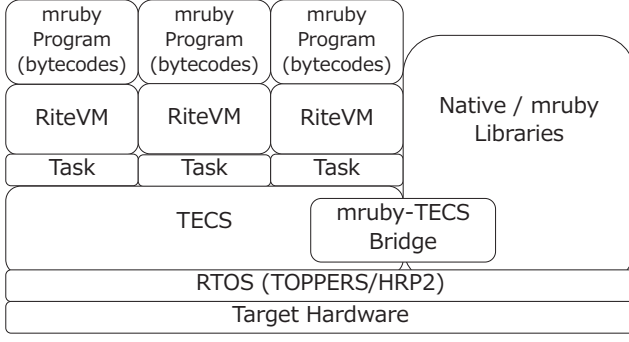 mruby
Program
(bytecodes)
mruby
Program
(bytecodes)
mruby
Program
(bytecodes)
RiteVM
RiteVM
RiteVM
Native / mruby
Libraries
Task
Task
Task
TECS
mruby-TECS
Bridge
RTOS (TOPPERS/HRP2)
Target Hardware